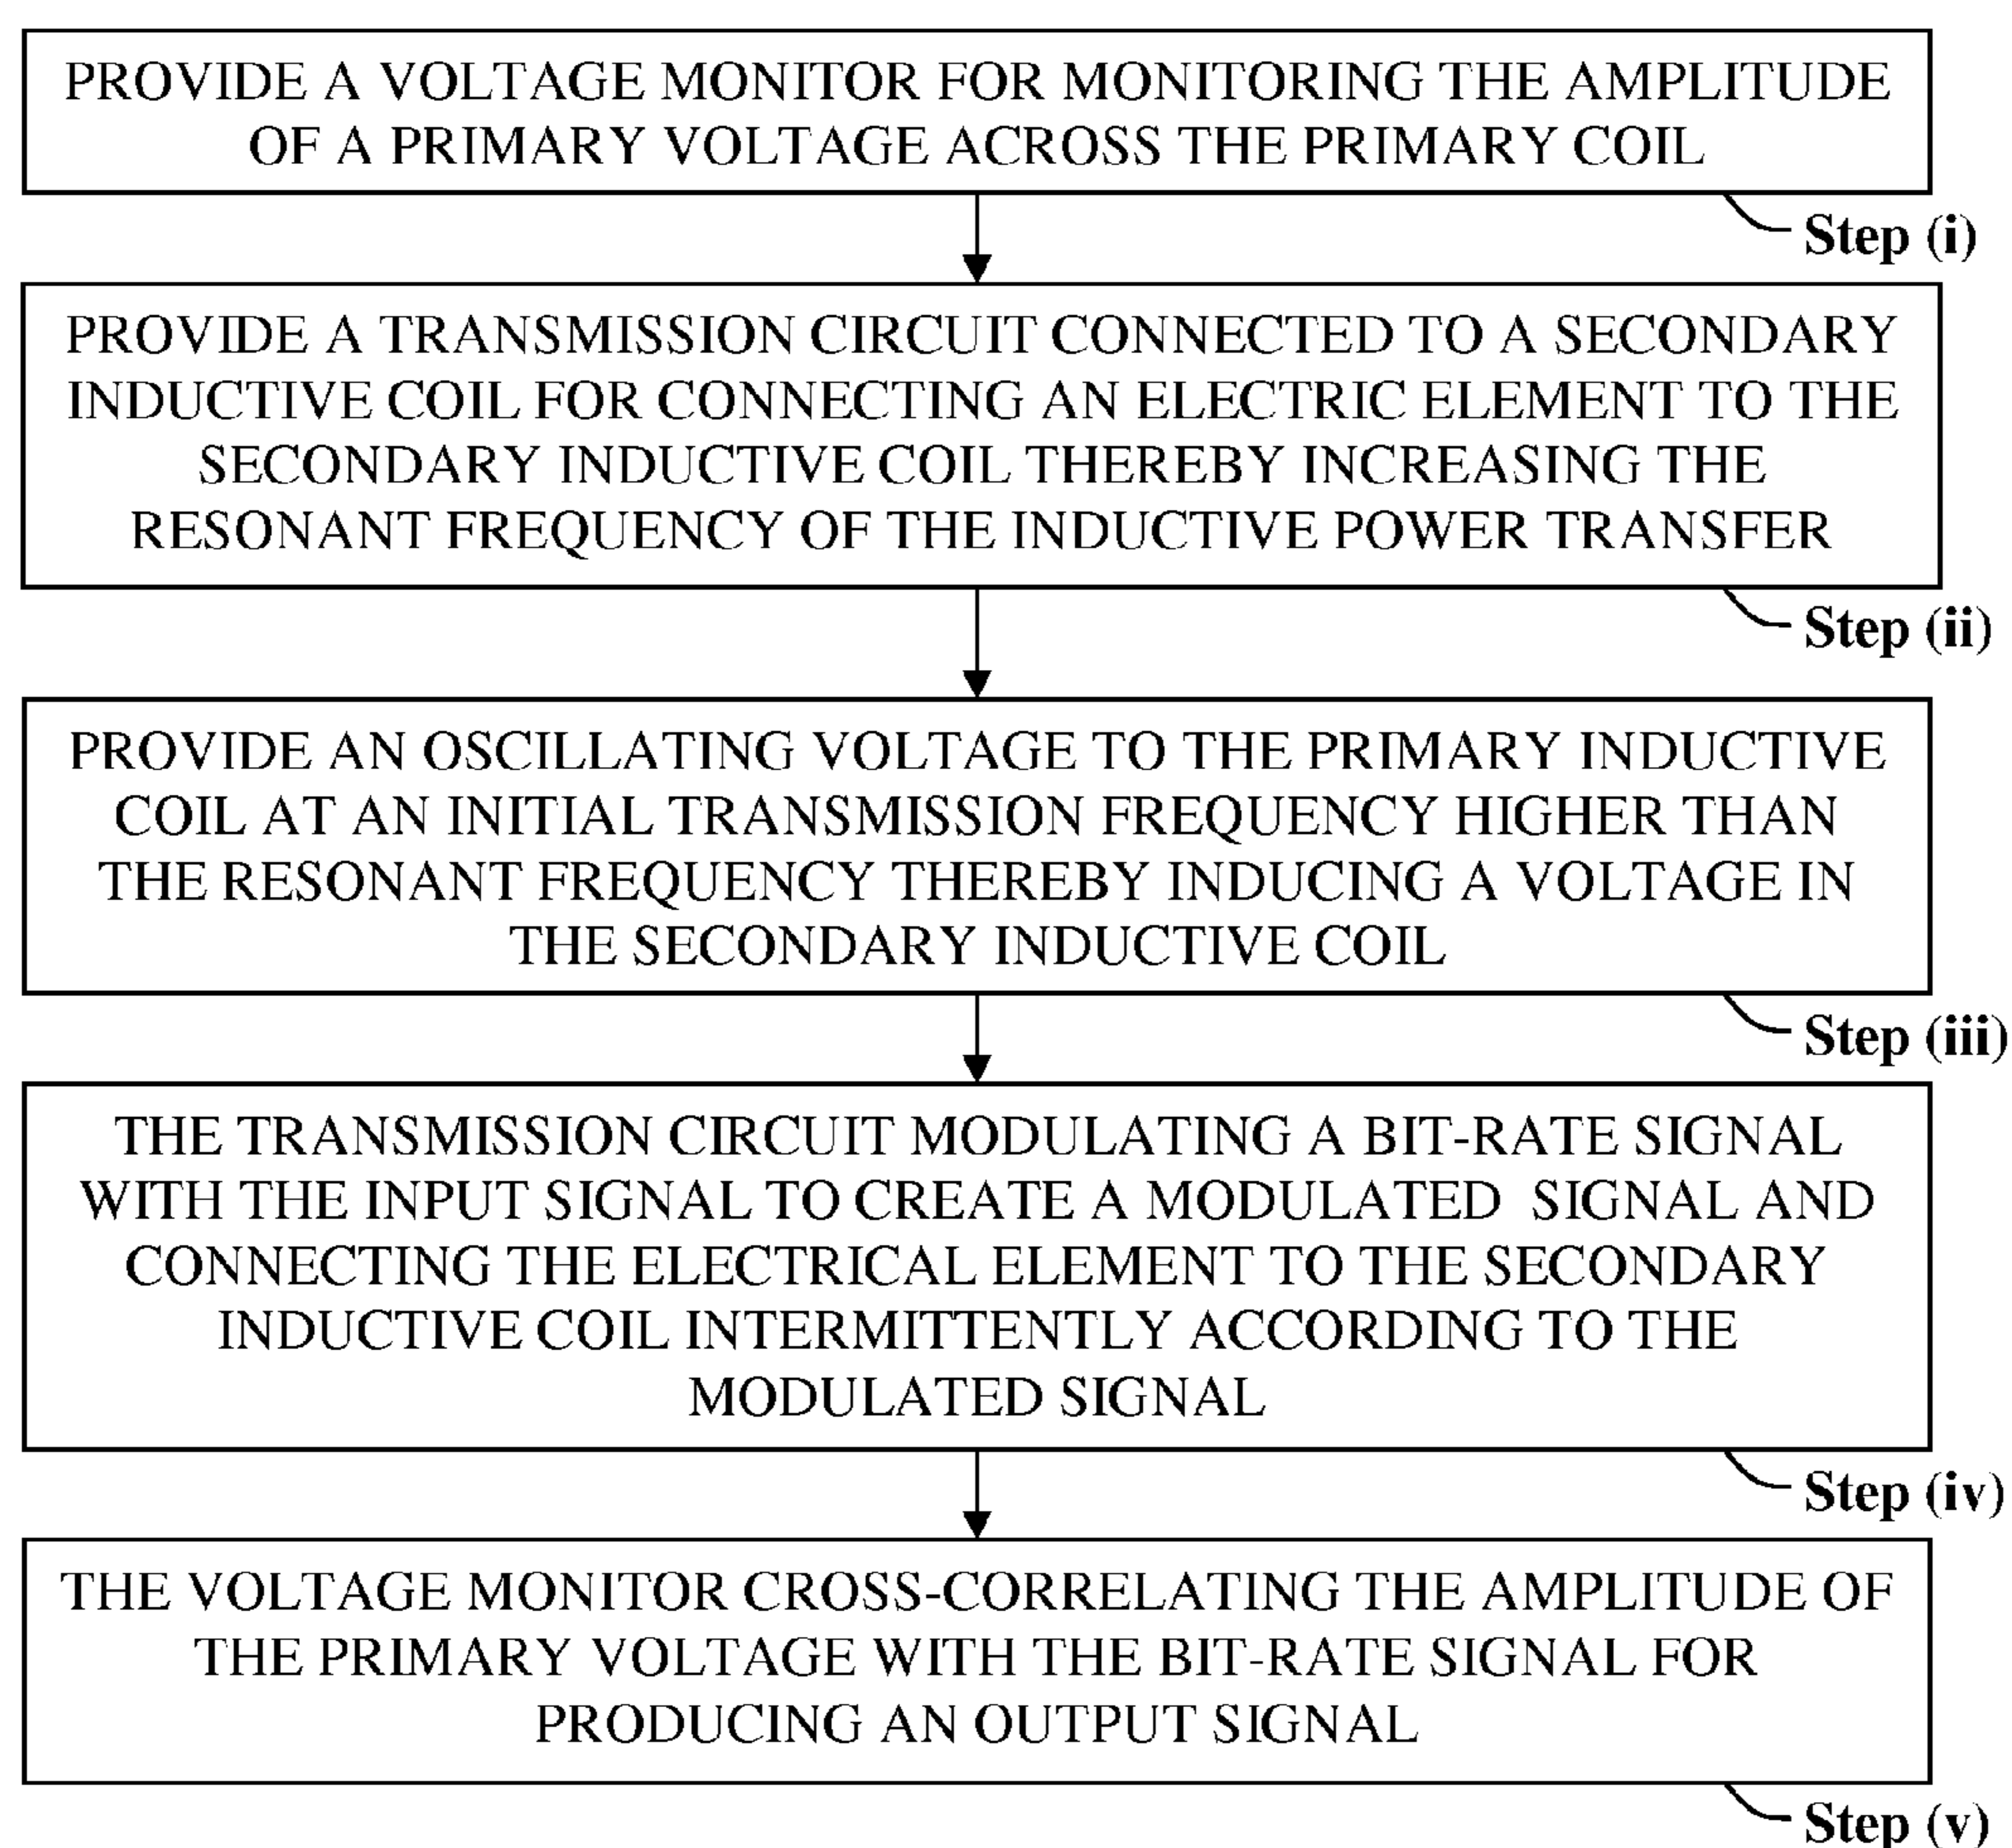 PROVIDE A VOLTAGE MONITOR FOR MONITORING THE AMPLITUDE
OF A PRIMARY VOLTAGE ACROSS THE PRIMARY COIL
Step (i)
PROVIDE A TRANSMISSION CIRCUIT CONNECTED TO A SECONDARY
INDUCTIVE COIL FOR CONNECTING AN ELECTRIC ELEMENT TO THE
SECONDARY INDUCTIVE COIL THEREBY INCREASING THE
RESONANT FREQUENCY OF THE INDUCTIVE POWER TRANSFER
Step (ii)
PROVIDE AN OSCILLATING VOLTAGE TO THE PRIMARY INDUCTIVE
COIL AT AN INITIAL TRANSMISSION FREQUENCY HIGHER THAN
THE RESONANT FREQUENCY THEREBY INDUCING A VOLTAGE IN
THE SECONDARY INDUCTIVE COIL
Step (iii)
THE TRANSMISSION CIRCUIT MODULATING A BIT-RATE SIGNAL
WITH THE INPUT SIGNAL TO CREATE A MODULATED SIGNAL AND
CONNECTING THE ELECTRICAL ELEMENT TO THE SECONDARY
INDUCTIVE COIL INTERMITTENTLY ACCORDING TO THE
MODULATED SIGNAL
Step (iv)
THE VOLTAGE MONITOR CROSS-CORRELATING THE AMPLITUDE OF
THE PRIMARY VOLTAGE WITH THE BIT-RATE SIGNAL FOR
PRODUCING AN OUTPUT SIGNAL
Step (v)